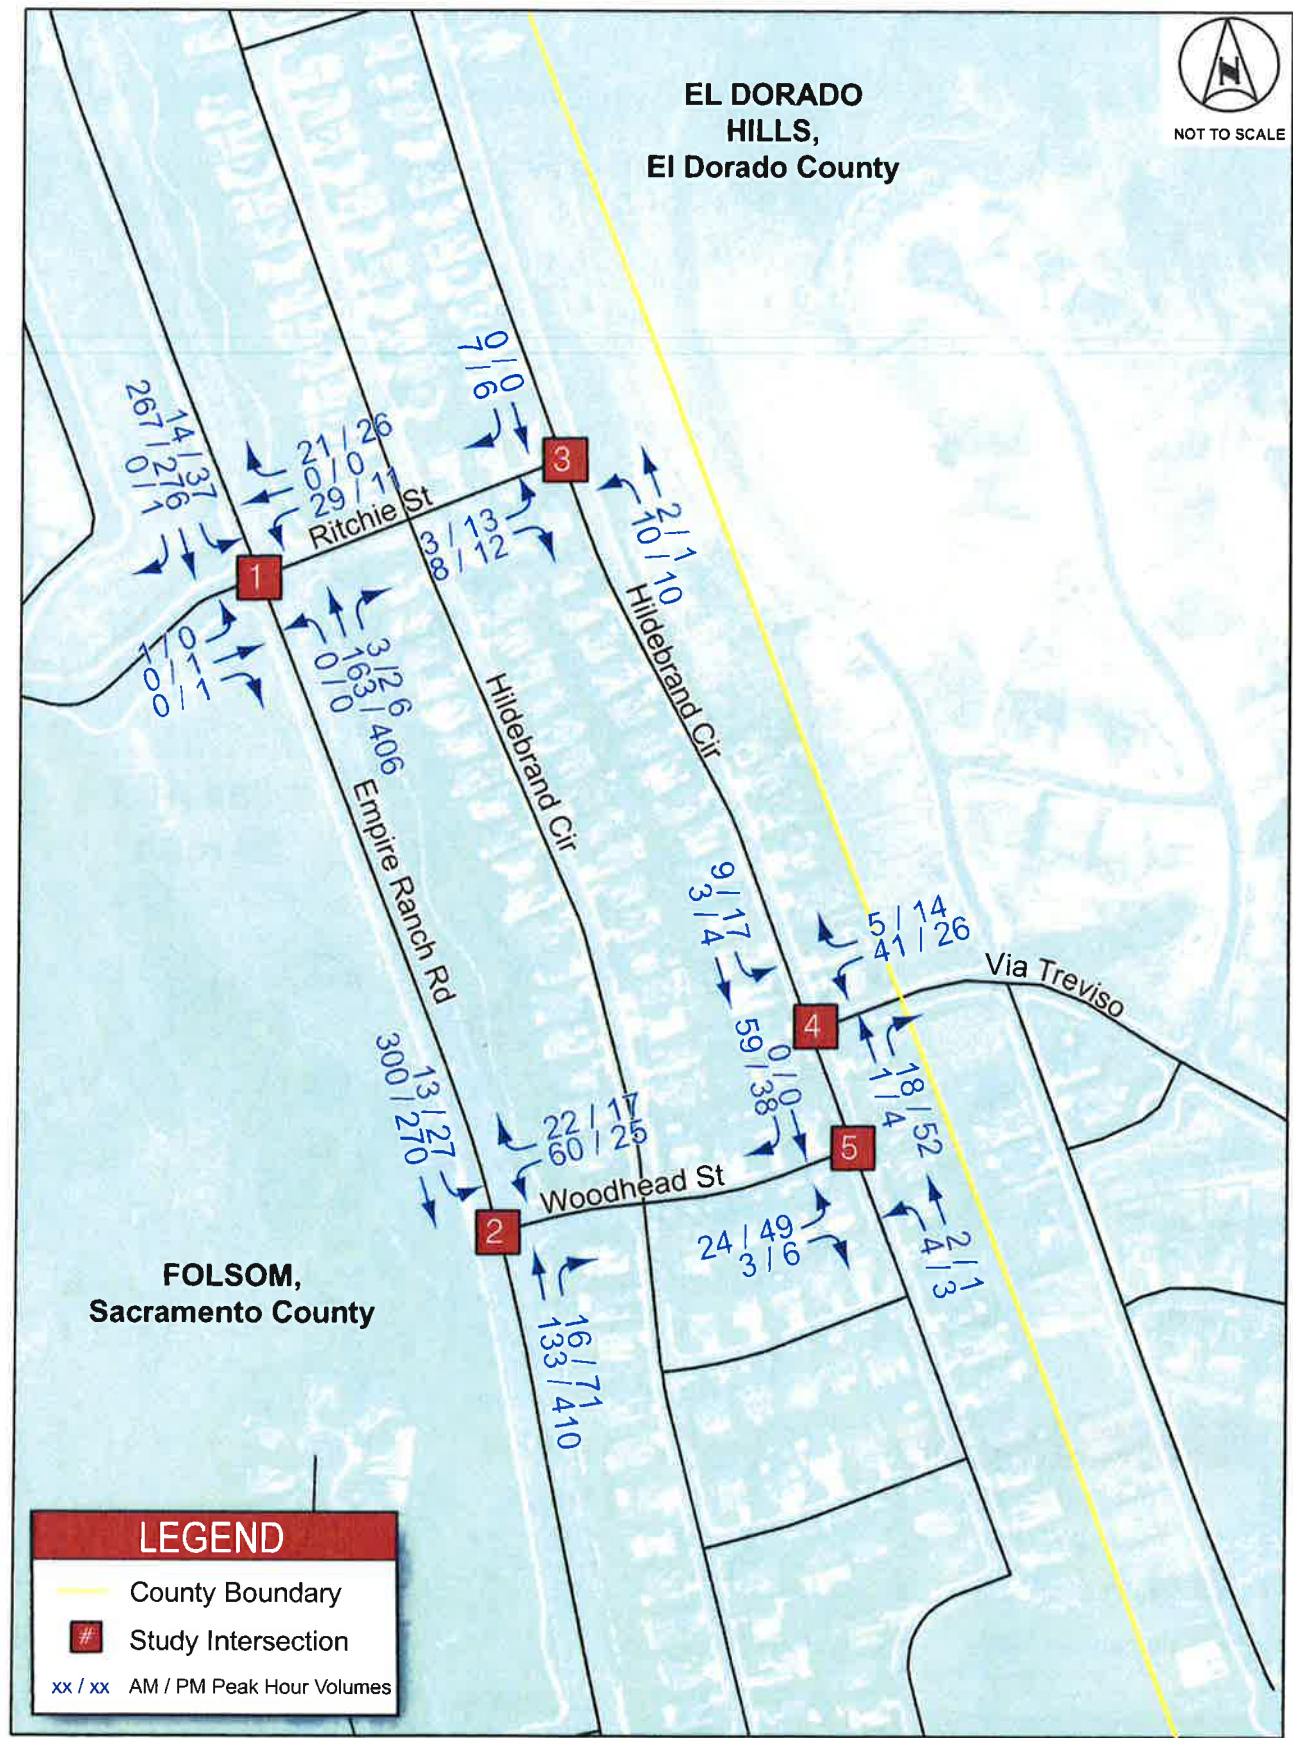 EL DORADO
HILLS,
El Dorado County
N
NOT TO SCALE
0 / 0
7 / 6
14 / 37
267 / 276
0 / 1
21 / 26
0 / 0
29 / 11
Ritchie St
3
3 / 13
8 / 12
2 / 1
10 / 10
1
1 / 0
0 / 1
0 / 1
3 / 2 6
163 / 406
0 / 0
Hildebrand Cir
Hildebrand Cir
Empire Ranch Rd
9 / 17
3 / 4
5 / 14
41 / 26
Via Treviso
4
18 / 52
1 / 4
0 / 0
59 / 38
13 / 27
300 / 270
22 / 17
60 / 25
5
Woodhead St
2
24 / 49
3 / 6
2 / 1
4 / 3
16 / 71
133 / 410
FOLSOM,
Sacramento County
LEGEND
County Boundary
# Study Intersection
xx / xx AM / PM Peak Hour Volumes